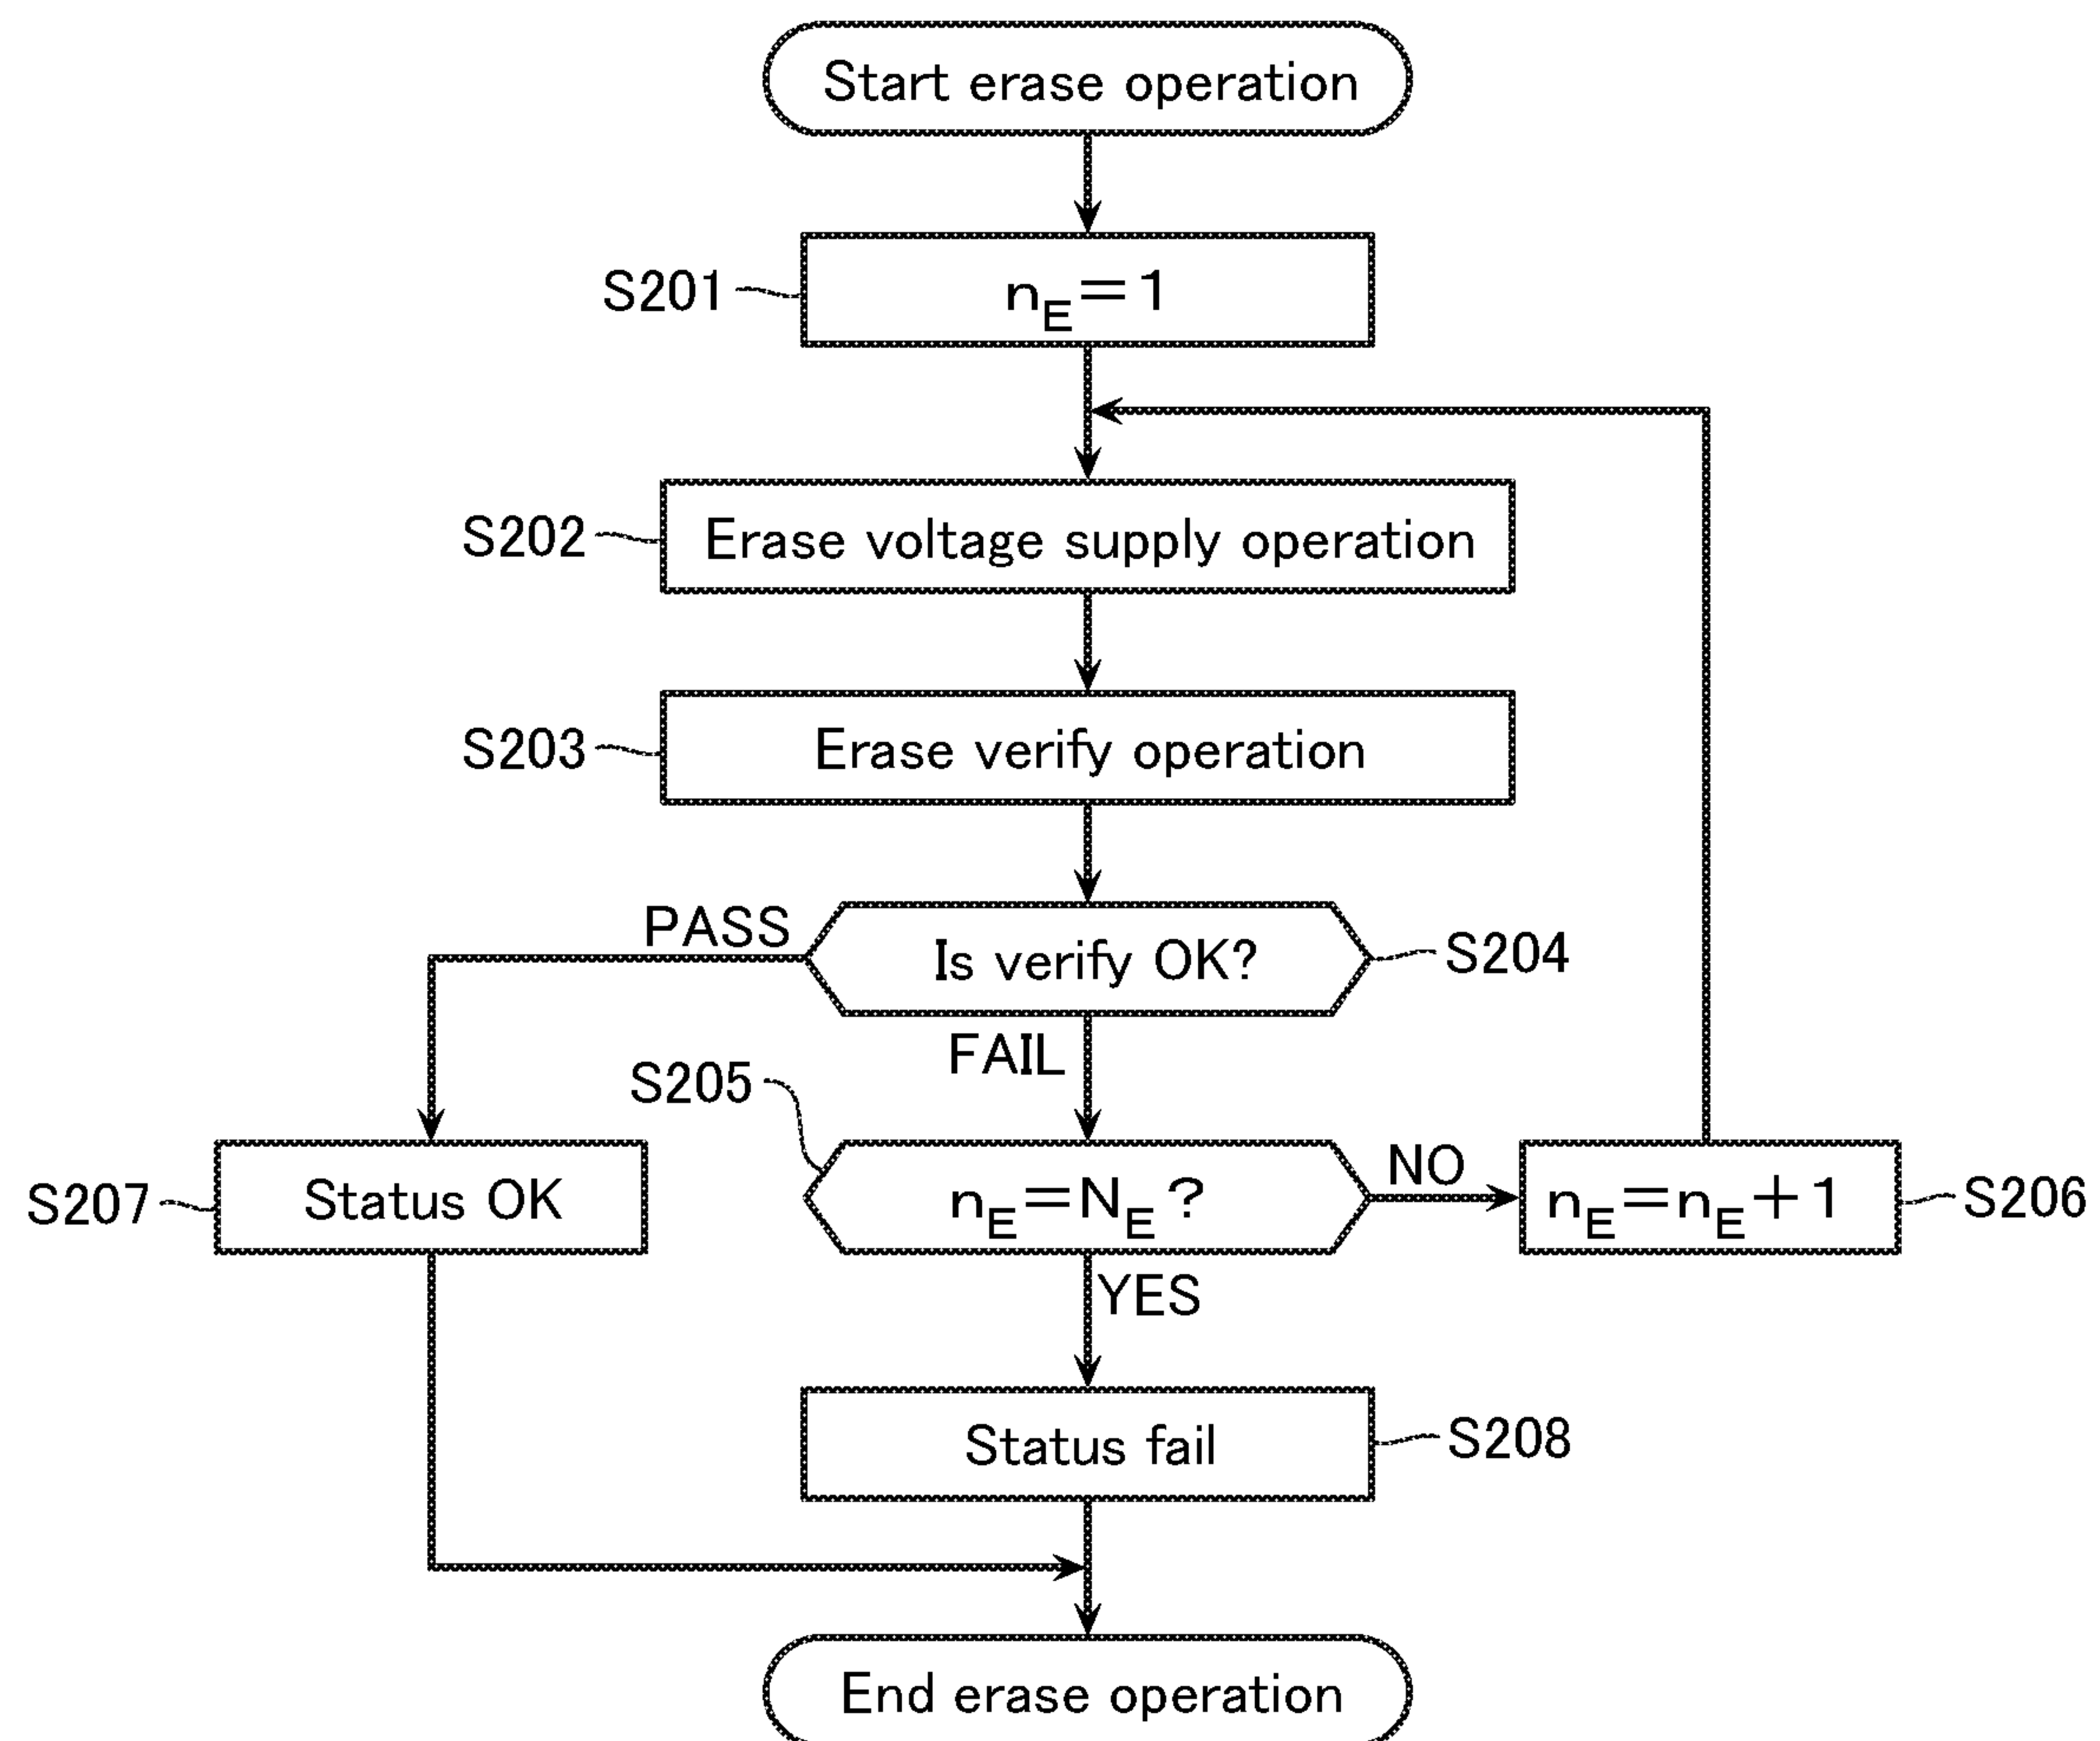 Start erase operation
S201
nE=1
S202
Erase voltage supply operation
S203
Erase verify operation
PASS
Is verify OK?
S204
FAIL
S205
S207
Status OK
nE=NE?
NO
nE=nE+1
S206
YES
Status fail
S208
End erase operation